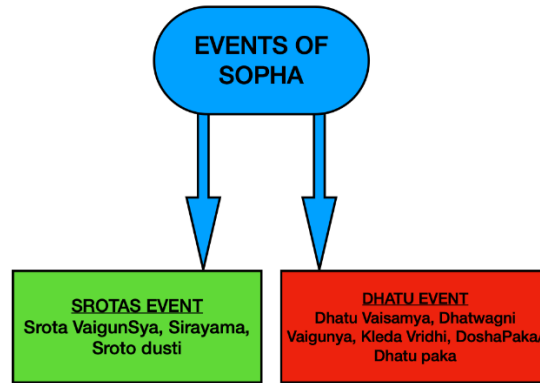 EVENTS OF
SOPHA
SROTAS EVENT
Srota VaigunSya, Sirayama,
Sroto dusti
DHATU EVENT
Dhatu Vaisamya, Dhatwagni
Vaigunya, Kleda Vridhi, DoshaPaka/
Dhatu paka